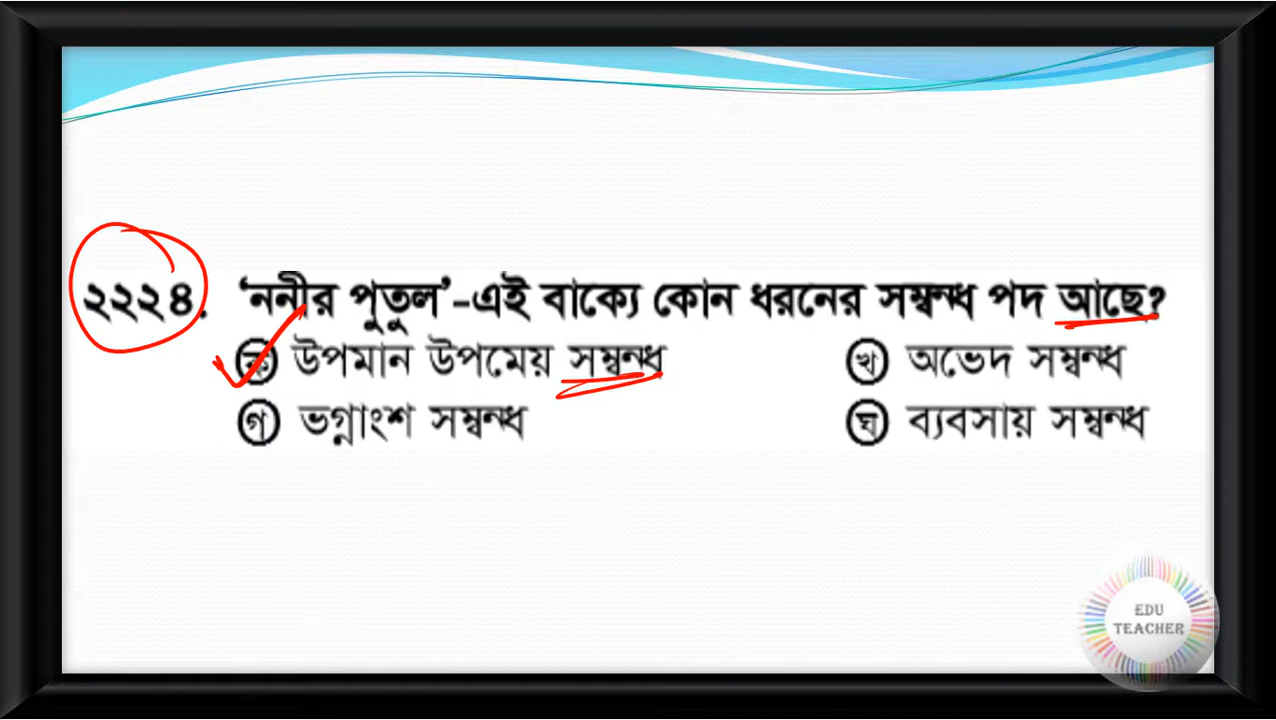 ২২২৪. ‘ননীর পুতুল’-এই বাক্যে কোন ধরনের সম্বন্ধ পদ আছে?
ক উপমান উপমেয় সম্বন্ধ খ অভেদ সম্বন্ধ
গ ভগ্নাংশ সম্বন্ধ ঘ ব্যবসায় সম্বন্ধ
EDU
TEACHER